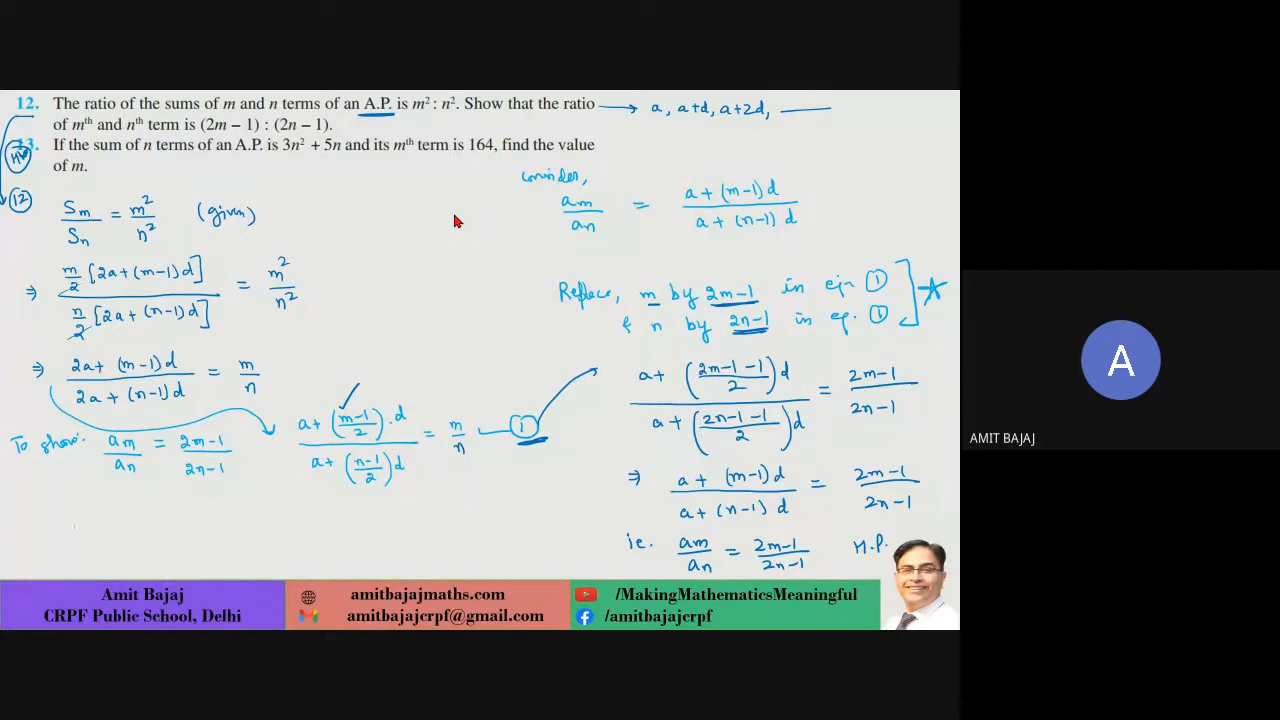 12. The ratio of the sums of m and n terms of an A.P. is m² : n². Show that the ratio → a, a+d, a+2d, ——
of mᵗʰ and nᵗʰ term is (2m – 1) : (2n – 1).
13. If the sum of n terms of an A.P. is 3n² + 5n and its mᵗʰ term is 164, find the value
of m.
12
Sm/Sn = m²/n² (given)
⇒ m/2 [2a+(m-1)d] / n/2 [2a+(n-1)d] = m²/n²
⇒ 2a+(m-1)d / 2a+(n-1)d = m/n
To show: am/an = 2m-1/2n-1
a+(m-1/2).d / a+(n-1/2)d = m/n — ①
consider,
am/an = a+(m-1)d / a+(n-1)d
Replace, m by 2m-1 in eqn ①
& n by 2n-1 in eq. ①
a+(2m-1-1/2)d / a+(2n-1-1/2)d = 2m-1/2n-1
⇒ a+(m-1)d / a+(n-1)d = 2m-1/2n-1
ie. am/an = 2m-1/2n-1 H.P.
A
AMIT BAJAJ
Amit Bajaj
CRPF Public School, Delhi
amitbajajmaths.com
amitbajajcrpf@gmail.com
/MakingMathematicsMeaningful
/amitbajajcrpf